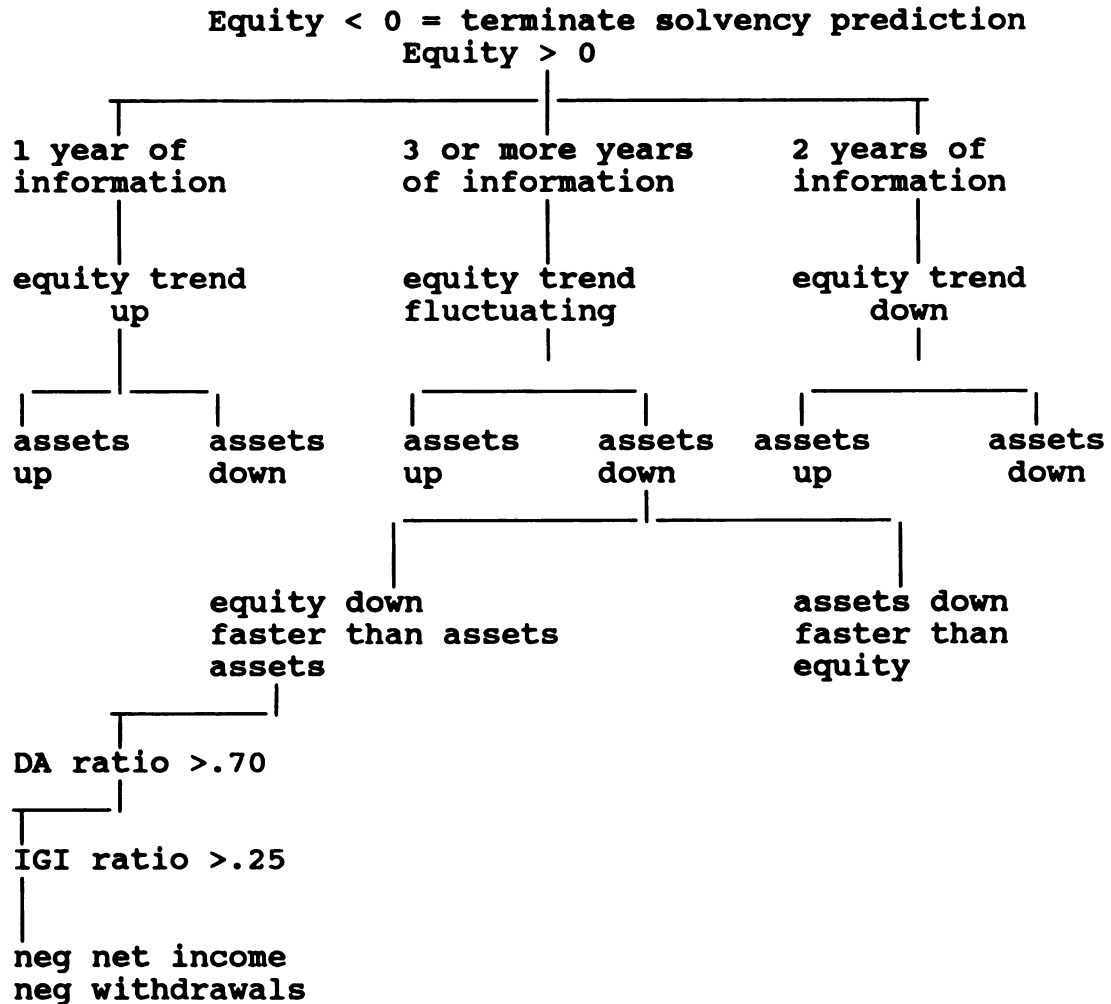 Equity < 0 = terminate solvency prediction
Equity > 0
1 year of
information
3 or more years
of information
2 years of
information
equity trend
up
equity trend
fluctuating
equity trend
down
assets
up
assets
down
assets
up
assets
down
assets
up
assets
down
equity down
faster than assets
assets
assets down
faster than
equity
DA ratio >.70
IGI ratio >.25
neg net income
neg withdrawals